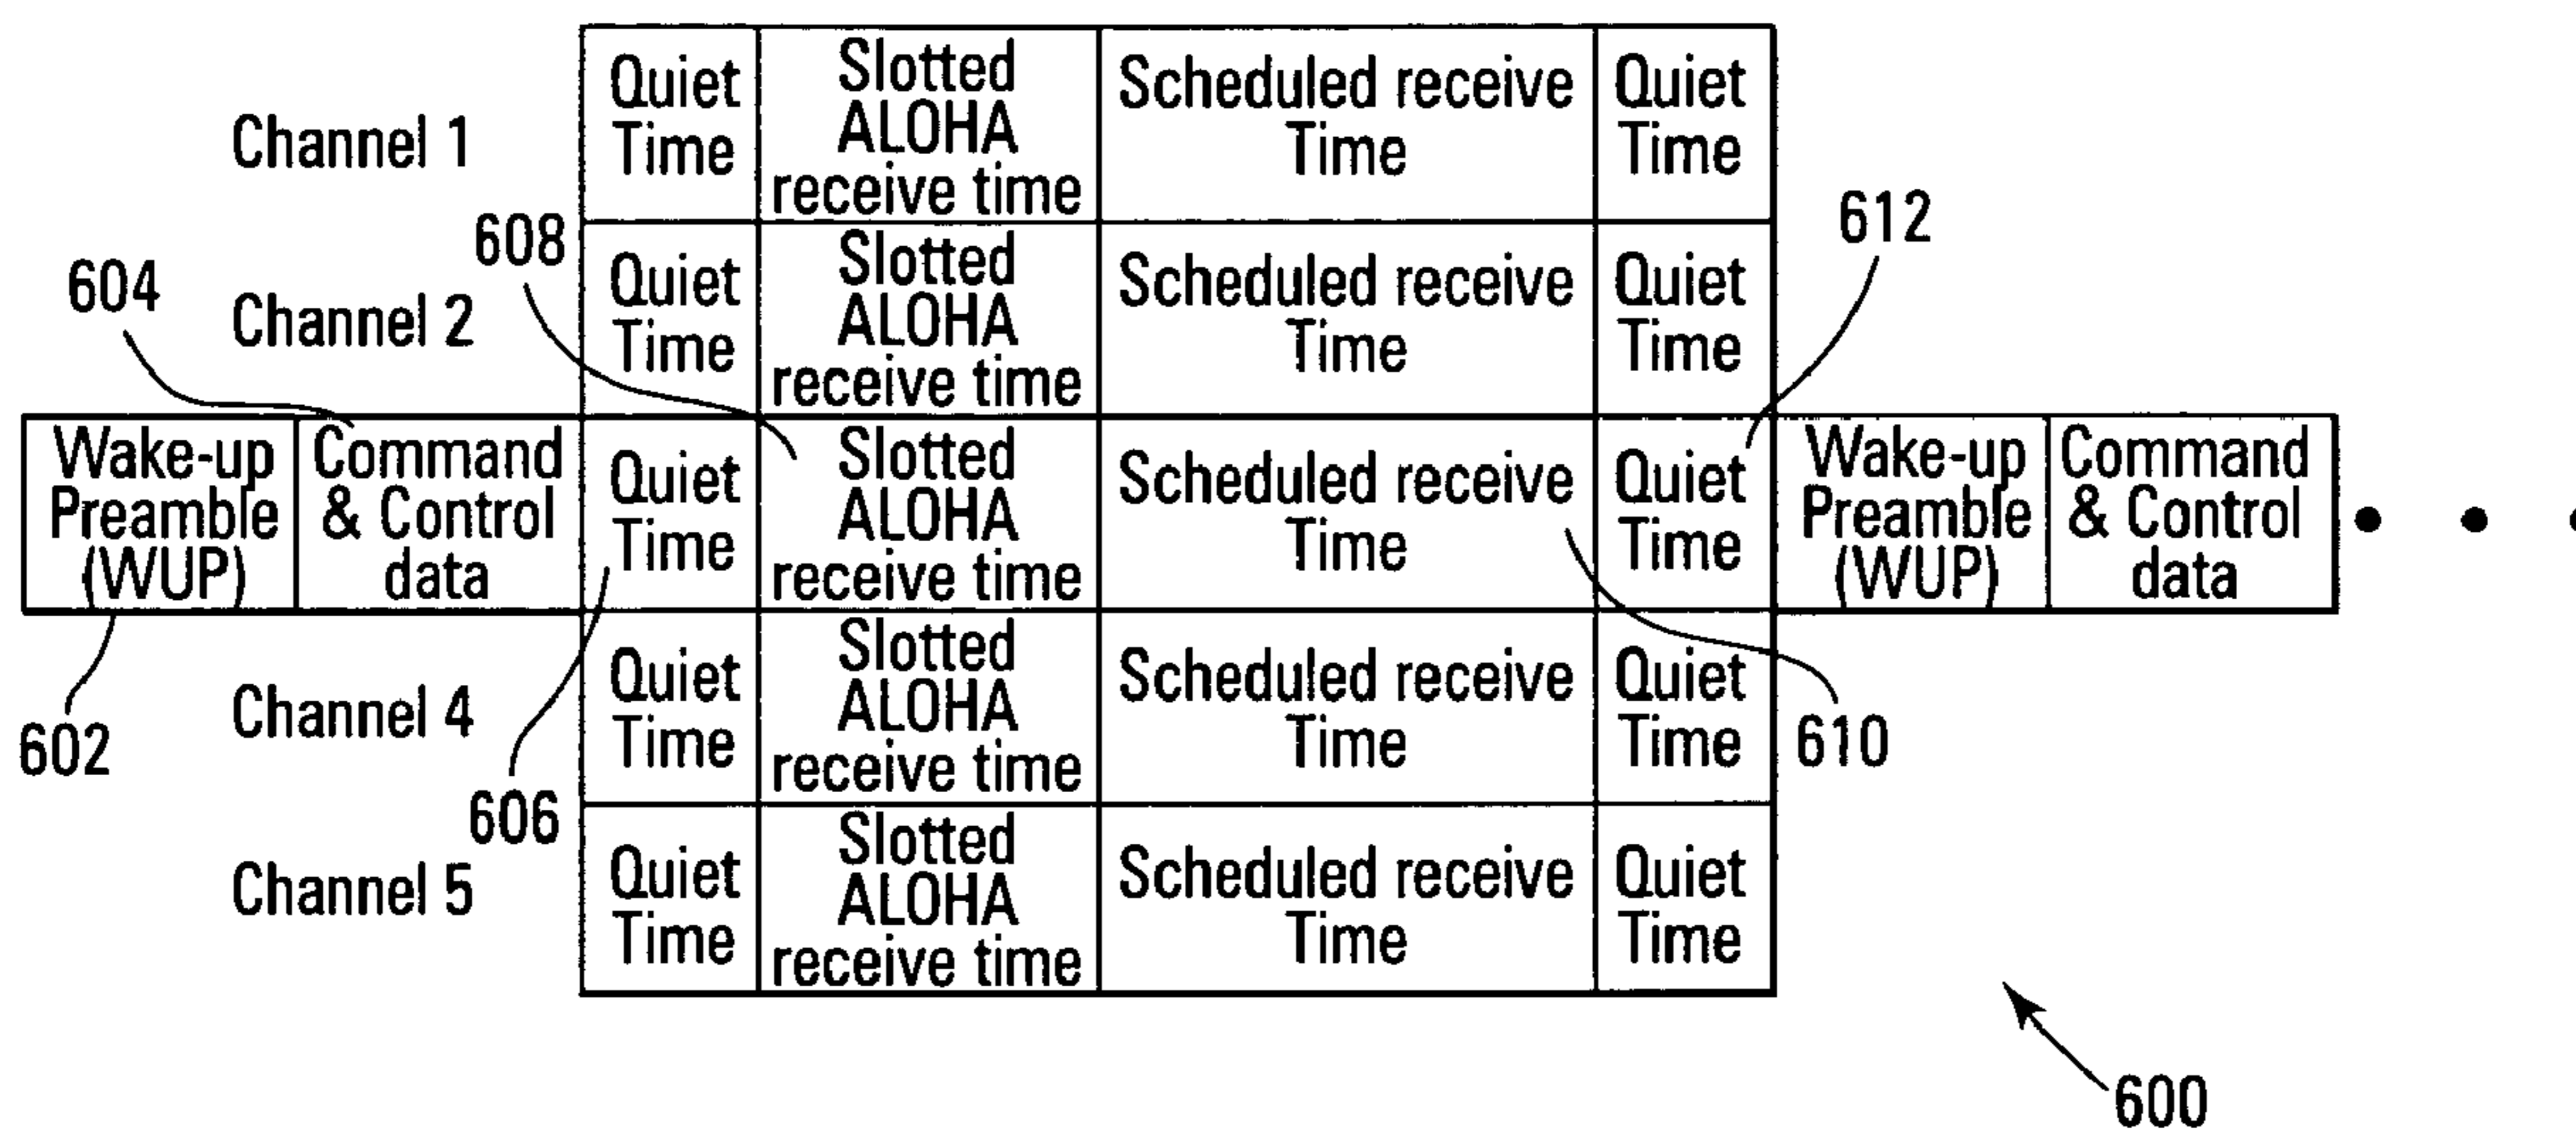 Channel 1
Quiet
Time
Slotted
ALOHA
receive time
Scheduled receive
Time
Quiet
Time
608
612
604
Channel 2
Quiet
Time
Slotted
ALOHA
receive time
Scheduled receive
Time
Quiet
Time
Wake-up
Preamble
(WUP)
Command
& Control
data
Quiet
Time
Slotted
ALOHA
receive time
Scheduled receive
Time
Quiet
Time
Wake-up
Preamble
(WUP)
Command
& Control
data
602
Channel 4
606
Quiet
Time
Slotted
ALOHA
receive time
Scheduled receive
Time
Quiet
Time
610
Channel 5
Quiet
Time
Slotted
ALOHA
receive time
Scheduled receive
Time
Quiet
Time
600